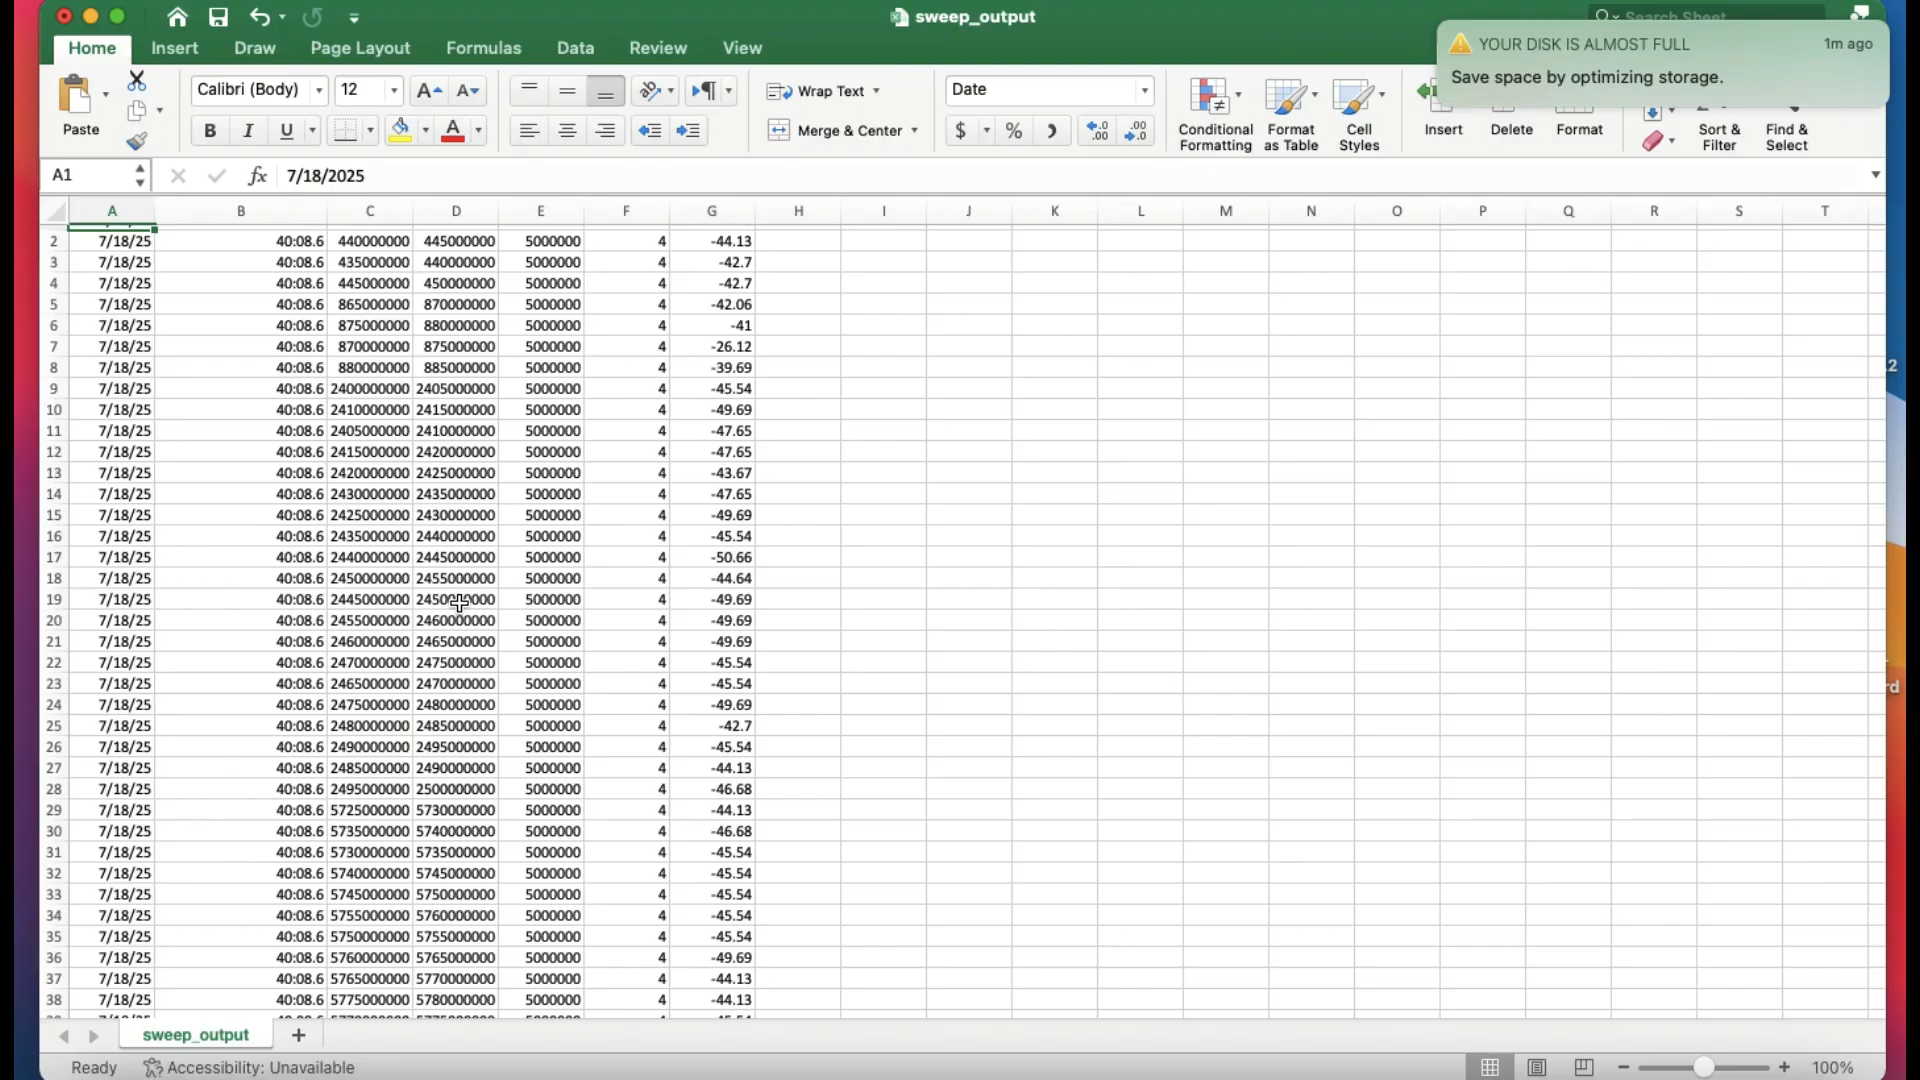 sweep_output
Search Sheet
YOUR DISK IS ALMOST FULL
1m ago
Save space by optimizing storage.
Home Insert Draw Page Layout Formulas Data Review View
Paste
Calibri (Body) 12
Wrap Text
Merge & Center
Date
Conditional Formatting
Format as Table
Cell Styles
Insert Delete Format
Sort & Filter
Find & Select
A1 fx 7/18/2025
A B C D E F G H I J K L M N O P Q R S T
2 7/18/25 40:08.6 440000000 445000000 5000000 4 -44.13
3 7/18/25 40:08.6 435000000 440000000 5000000 4 -42.7
4 7/18/25 40:08.6 445000000 450000000 5000000 4 -42.7
5 7/18/25 40:08.6 865000000 870000000 5000000 4 -42.06
6 7/18/25 40:08.6 875000000 880000000 5000000 4 -41
7 7/18/25 40:08.6 870000000 875000000 5000000 4 -26.12
8 7/18/25 40:08.6 880000000 885000000 5000000 4 -39.69
9 7/18/25 40:08.6 2400000000 2405000000 5000000 4 -45.54
10 7/18/25 40:08.6 2410000000 2415000000 5000000 4 -49.69
11 7/18/25 40:08.6 2405000000 2410000000 5000000 4 -47.65
12 7/18/25 40:08.6 2415000000 2420000000 5000000 4 -47.65
13 7/18/25 40:08.6 2420000000 2425000000 5000000 4 -43.67
14 7/18/25 40:08.6 2430000000 2435000000 5000000 4 -47.65
15 7/18/25 40:08.6 2425000000 2430000000 5000000 4 -49.69
16 7/18/25 40:08.6 2435000000 2440000000 5000000 4 -45.54
17 7/18/25 40:08.6 2440000000 2445000000 5000000 4 -50.66
18 7/18/25 40:08.6 2450000000 2455000000 5000000 4 -44.64
19 7/18/25 40:08.6 2445000000 2450000000 5000000 4 -49.69
20 7/18/25 40:08.6 2455000000 2460000000 5000000 4 -49.69
21 7/18/25 40:08.6 2460000000 2465000000 5000000 4 -49.69
22 7/18/25 40:08.6 2470000000 2475000000 5000000 4 -45.54
23 7/18/25 40:08.6 2465000000 2470000000 5000000 4 -45.54
24 7/18/25 40:08.6 2475000000 2480000000 5000000 4 -49.69
25 7/18/25 40:08.6 2480000000 2485000000 5000000 4 -42.7
26 7/18/25 40:08.6 2490000000 2495000000 5000000 4 -45.54
27 7/18/25 40:08.6 2485000000 2490000000 5000000 4 -44.13
28 7/18/25 40:08.6 2495000000 2500000000 5000000 4 -46.68
29 7/18/25 40:08.6 5725000000 5730000000 5000000 4 -44.13
30 7/18/25 40:08.6 5735000000 5740000000 5000000 4 -46.68
31 7/18/25 40:08.6 5730000000 5735000000 5000000 4 -45.54
32 7/18/25 40:08.6 5740000000 5745000000 5000000 4 -45.54
33 7/18/25 40:08.6 5745000000 5750000000 5000000 4 -45.54
34 7/18/25 40:08.6 5755000000 5760000000 5000000 4 -45.54
35 7/18/25 40:08.6 5750000000 5755000000 5000000 4 -45.54
36 7/18/25 40:08.6 5760000000 5765000000 5000000 4 -49.69
37 7/18/25 40:08.6 5765000000 5770000000 5000000 4 -44.13
38 7/18/25 40:08.6 5775000000 5780000000 5000000 4 -44.13
sweep_output
Ready Accessibility: Unavailable 100%